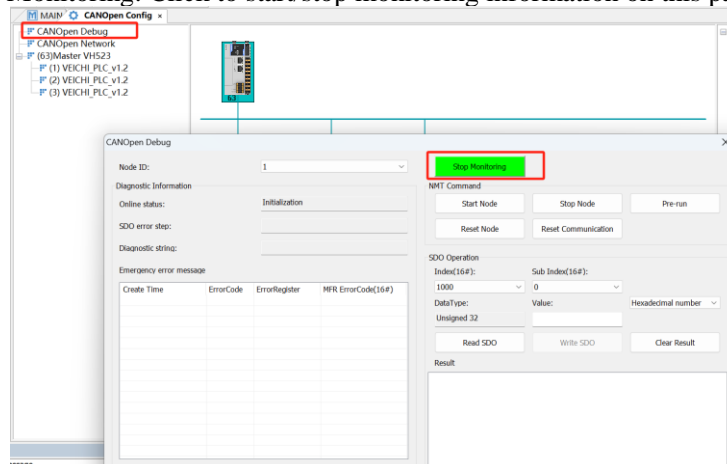 Monitoring: Click to start/stop monitoring information on this
MAIN CANOpen Config ×
CANOpen Debug
CANOpen Network
(63)Master VH523
(1) VEICHI_PLC_v1.2
(2) VEICHI_PLC_v1.2
(3) VEICHI_PLC_v1.2
63
CANOpen Debug
Node ID: 1 Stop Monitoring
Diagnostic Information NMT Command
Online status: Initialization Start Node Stop Node Pre-run
SDO error step: Reset Node Reset Communication
Diagnostic string:
SDO Operation
Emergency error message Index(16#): Sub Index(16#):
Create Time ErrorCode ErrorRegister MFR ErrorCode(16#) 1000 0
DataType: Value: Hexadecimal number
Unsigned 32
Read SDO Write SDO Clear Result
Result